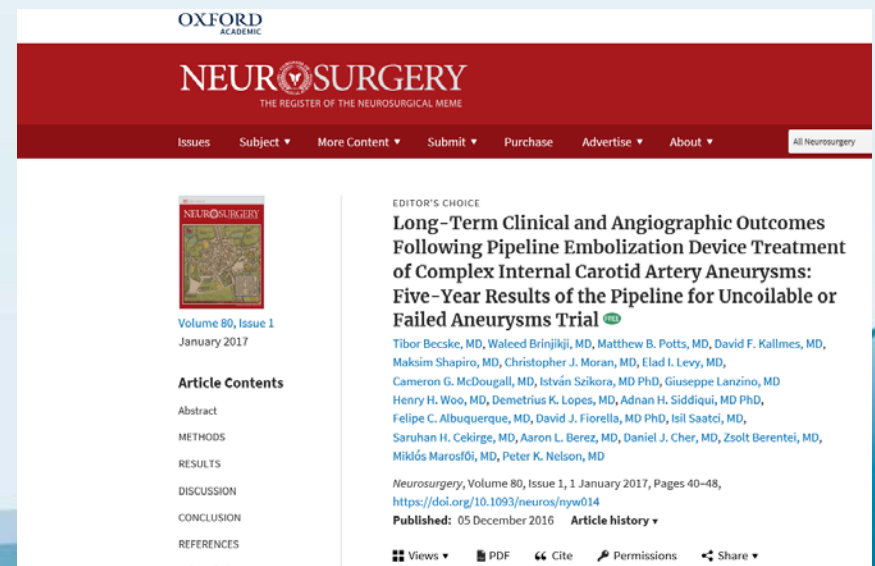 OXFORD
ACADEMIC
NEUROSURGERY
THE REGISTER OF THE NEUROSURGICAL MEME
Issues Subject ▼ More Content ▼ Submit ▼ Purchase Advertise ▼ About ▼ All Neurosurgery
NEUROSURGERY
Volume 80, Issue 1
January 2017
Article Contents
Abstract
METHODS
RESULTS
DISCUSSION
CONCLUSION
REFERENCES
EDITOR'S CHOICE
Long-Term Clinical and Angiographic Outcomes
Following Pipeline Embolization Device Treatment
of Complex Internal Carotid Artery Aneurysms:
Five-Year Results of the Pipeline for Uncoilable or
Failed Aneurysms Trial FREE
Tibor Becske, MD, Waleed Brinjikji, MD, Matthew B. Potts, MD, David F. Kallmes, MD,
Maksim Shapiro, MD, Christopher J. Moran, MD, Elad I. Levy, MD,
Cameron G. McDougall, MD, István Szikora, MD PhD, Giuseppe Lanzino, MD
Henry H. Woo, MD, Demetrius K. Lopes, MD, Adnan H. Siddiqui, MD PhD,
Felipe C. Albuquerque, MD, David J. Fiorella, MD PhD, Isil Saatci, MD,
Saruhan H. Cekirge, MD, Aaron L. Berez, MD, Daniel J. Cher, MD, Zsolt Berentei, MD,
Miklós Marosfői, MD, Peter K. Nelson, MD
Neurosurgery, Volume 80, Issue 1, 1 January 2017, Pages 40–48,
https://doi.org/10.1093/neuros/nyw014
Published: 05 December 2016 Article history ▼
Views ▼ PDF Cite Permissions Share ▼